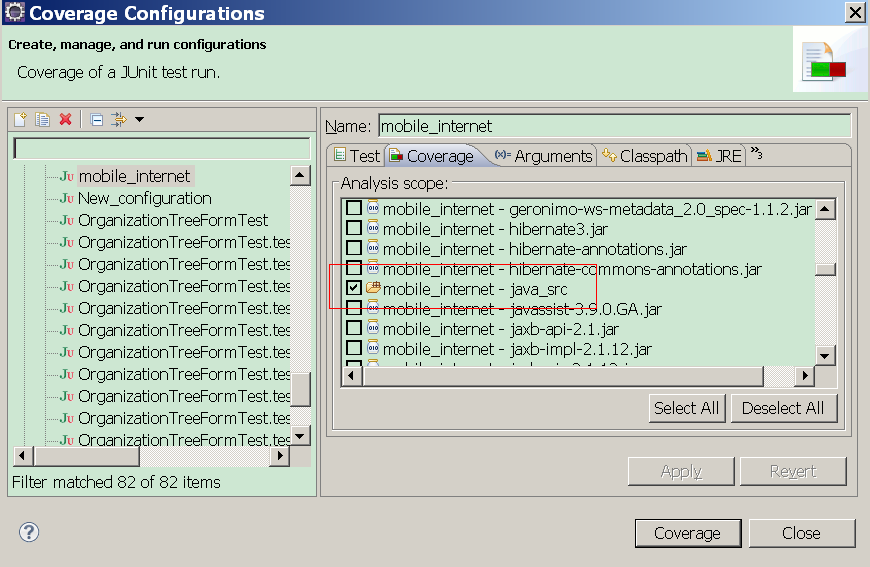 Coverage Configurations
Create, manage, and run configurations
Coverage of a JUnit test run.
mobile_internet
New_configuration
OrganizationTreeFormTest
OrganizationTreeFormTest.tes
OrganizationTreeFormTest.tes
OrganizationTreeFormTest.tes
OrganizationTreeFormTest.tes
OrganizationTreeFormTest.tes
OrganizationTreeFormTest.tes
OrganizationTreeFormTest.tes
OrganizationTreeFormTest.tes
OrganizationTreeFormTest.tes
OrganizationTreeFormTest.tes
Filter matched 82 of 82 items
Name: mobile_internet
Test Coverage (x)= Arguments Classpath JRE »3
Analysis scope:
mobile_internet - geronimo-ws-metadata_2.0_spec-1.1.2.jar
mobile_internet - hibernate3.jar
mobile_internet - hibernate-annotations.jar
mobile_internet - hibernate-commons-annotations.jar
mobile_internet - java_src
mobile_internet - javassist-3.9.0.GA.jar
mobile_internet - jaxb-api-2.1.jar
mobile_internet - jaxb-impl-2.1.12.jar
Select All Deselect All
Apply Revert
Coverage Close